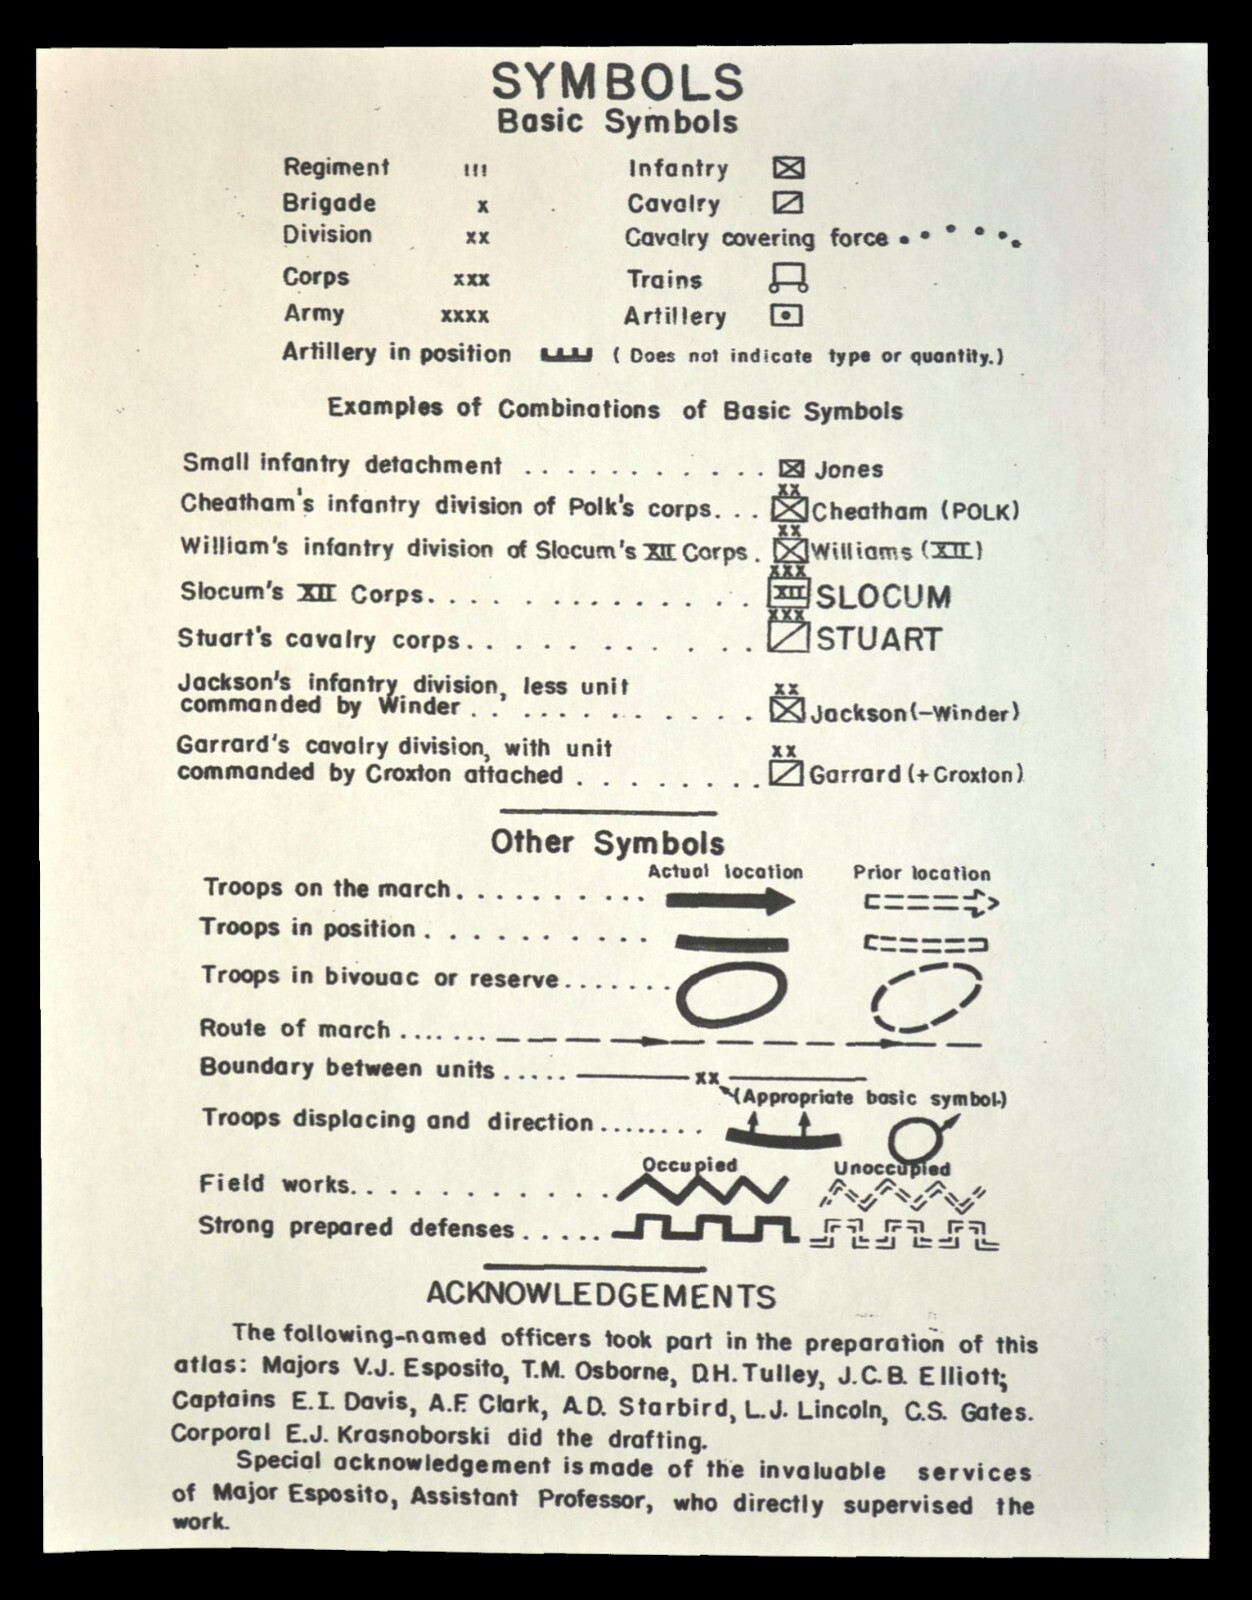 SYMBOLS
Basic Symbols
Regiment ııı Infantry
Brigade x Cavalry
Division xx Cavalry covering force
Corps xxx Trains
Army xxxx Artillery
Artillery in position ( Does not indicate type or quantity.)
Examples of Combinations of Basic Symbols
Small infantry detachment . . . . . . . . . . . Jones
Cheatham's infantry division of Polk's corps. . . xx Cheatham (POLK)
William's infantry division of Slocum's XII Corps . xx Williams (XII)
Slocum's XII Corps. . . . . . . . . . . . . . xxx XII SLOCUM
Stuart's cavalry corps. . . . . . . . . . . xxx STUART
Jackson's infantry division, less unit
commanded by Winder . . . . . . . . . . . . xx Jackson(-Winder)
Garrard's cavalry division, with unit
commanded by Croxton attached . . . . . . . . xx Garrard (+Croxton)
Other Symbols
Actual location Prior location
Troops on the march. . . . . . . . . . .
Troops in position . . . . . . . . . . .
Troops in bivouac or reserve.......
Route of march .......
Boundary between units ..... xx
(Appropriate basic symbol.)
Troops displacing and direction........
Occupied Unoccupied
Field works. . . . . . . . . . . .
Strong prepared defenses .....
ACKNOWLEDGEMENTS
The following-named officers took part in the preparation of this
atlas: Majors V.J. Esposito, T.M. Osborne, D.H. Tulley, J.C.B. Elliott;
Captains E.I. Davis, A.F. Clark, A.D. Starbird, L.J. Lincoln, C.S. Gates.
Corporal E.J. Krasnoborski did the drafting.
Special acknowledgement is made of the invaluable services
of Major Esposito, Assistant Professor, who directly supervised the
work.